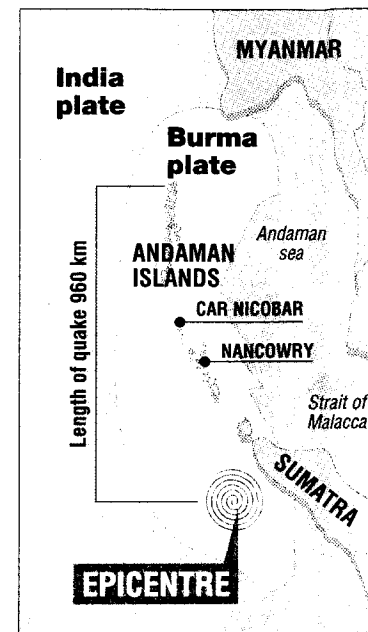 MYANMAR
India
plate
Burma
plate
Andaman
sea
ANDAMAN
ISLANDS
CAR NICOBAR
NANCOWRY
Length of quake 960 km
Strait of
Malacca
SUMATRA
EPICENTRE